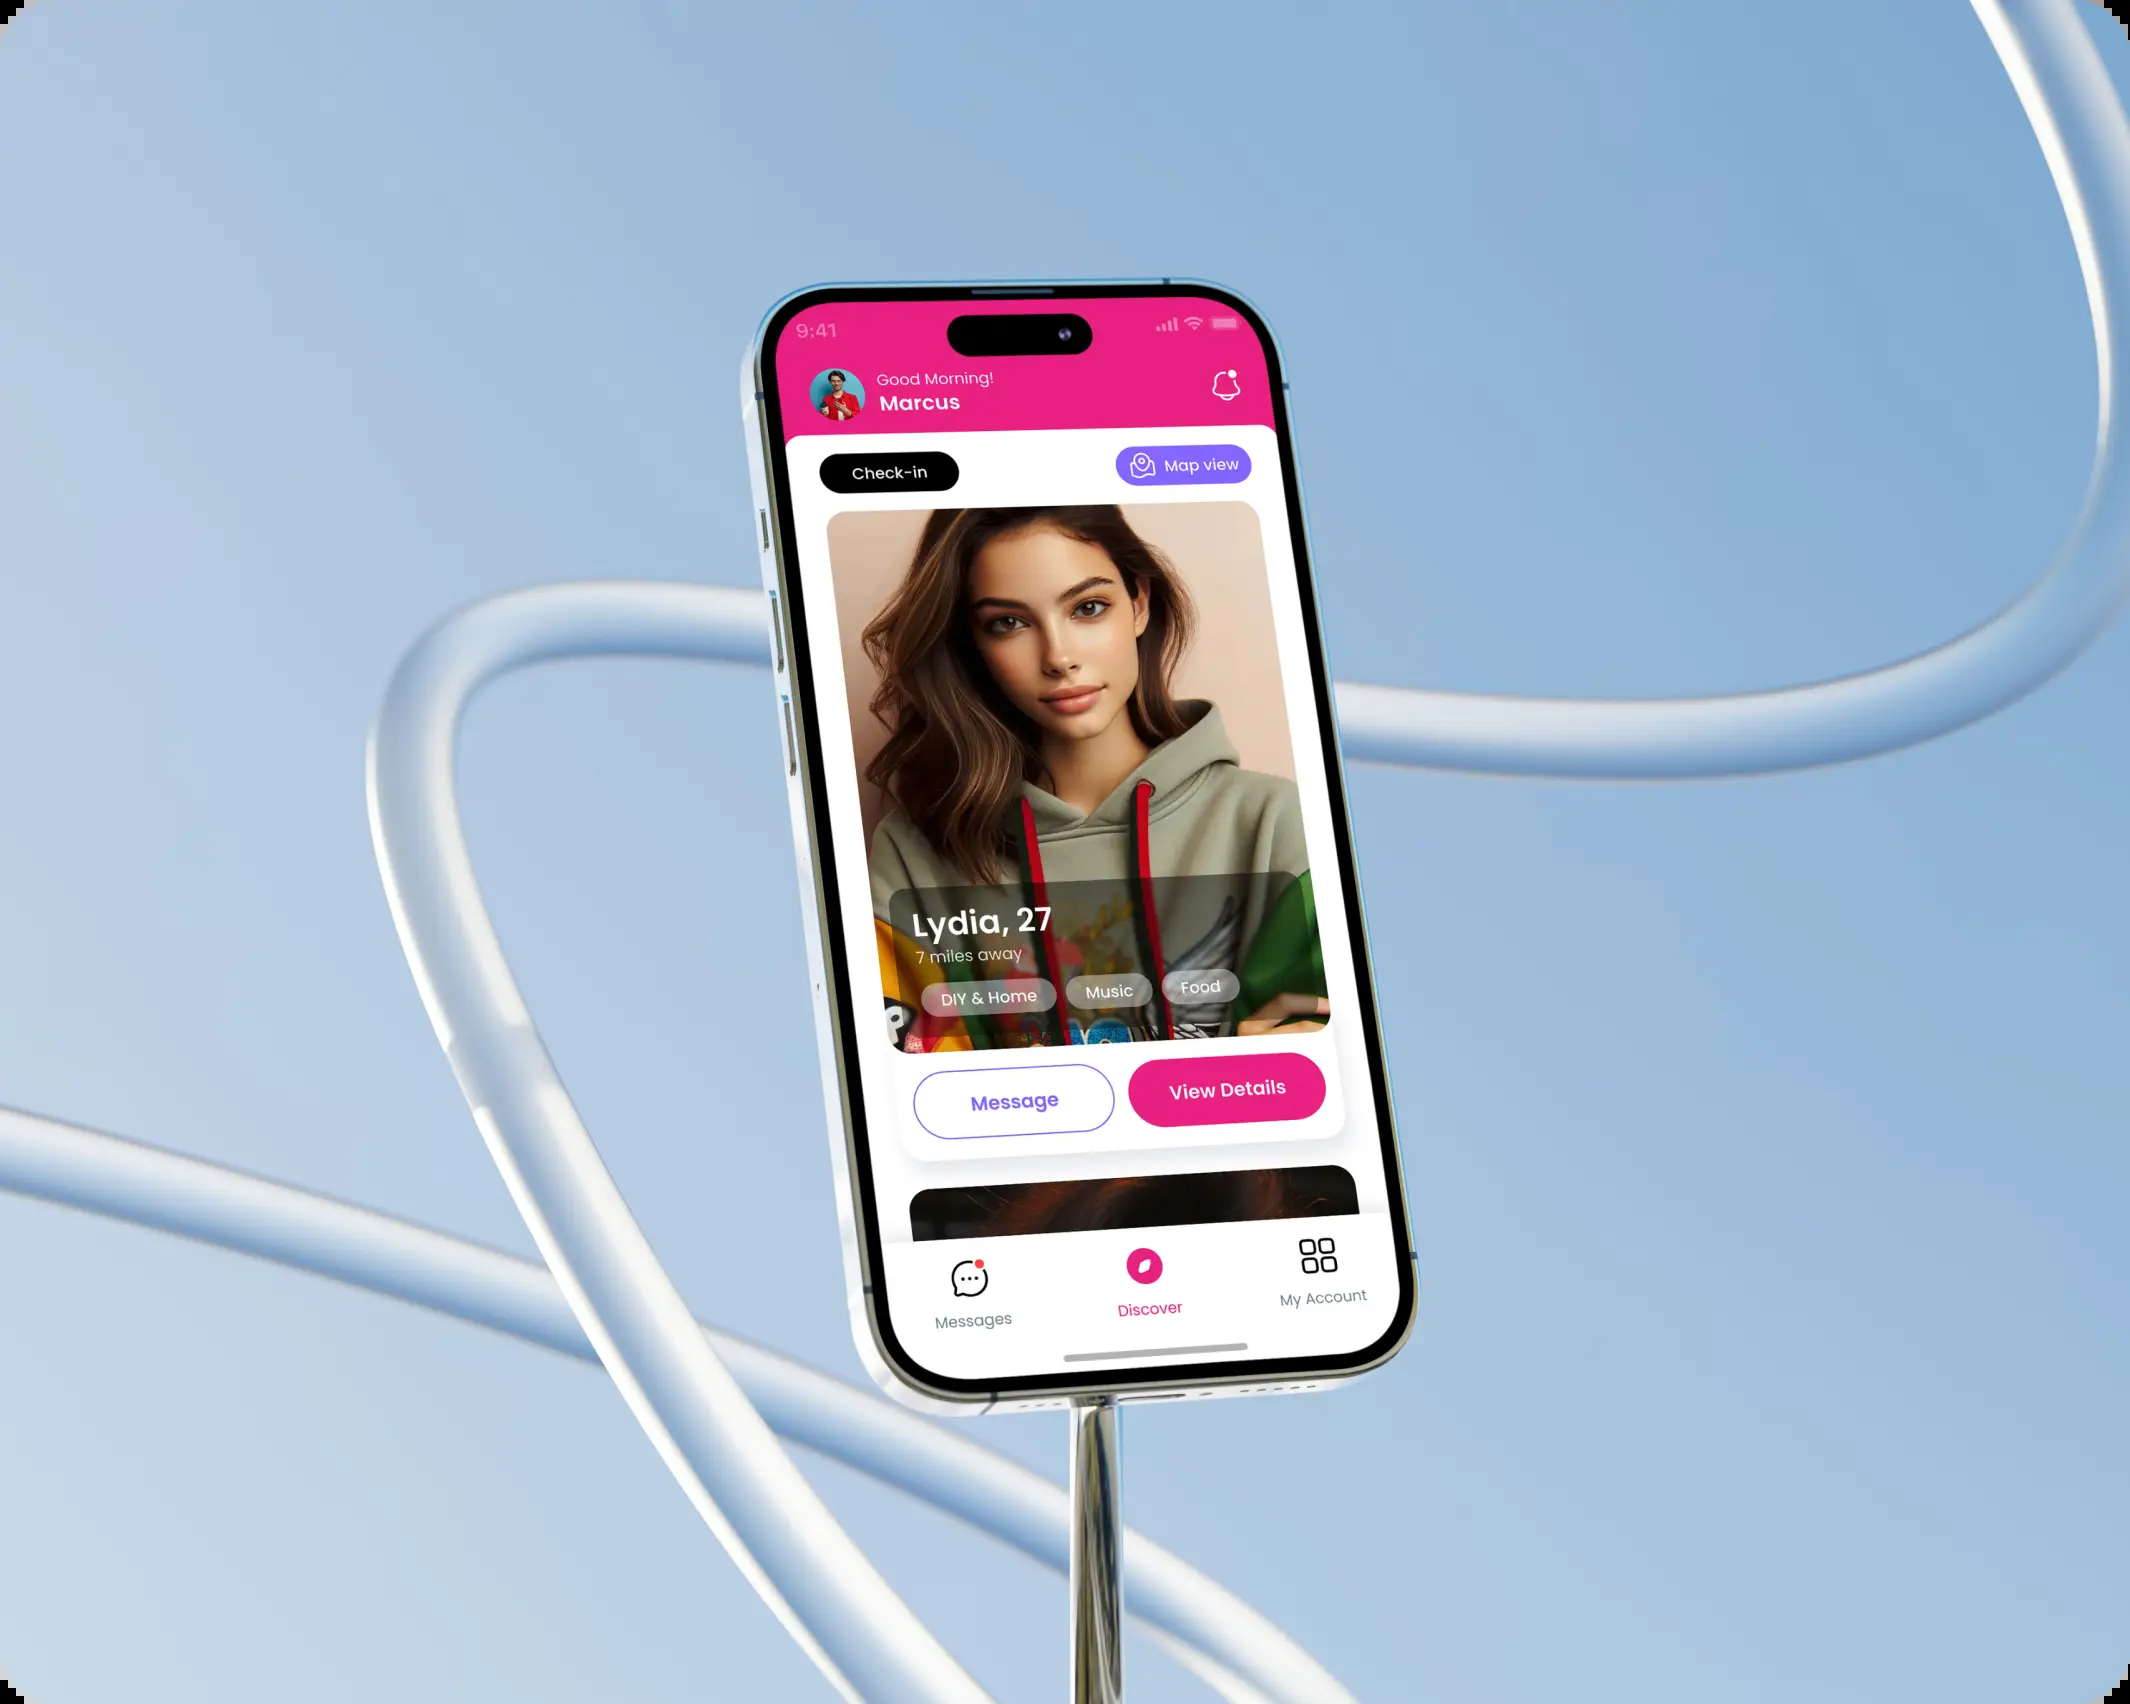 9:41
Good Morning!
Marcus
Check-in
Map view
Lydia, 27
7 miles away
DIY & Home
Music
Food
Message
View Details
Messages
Discover
My Account